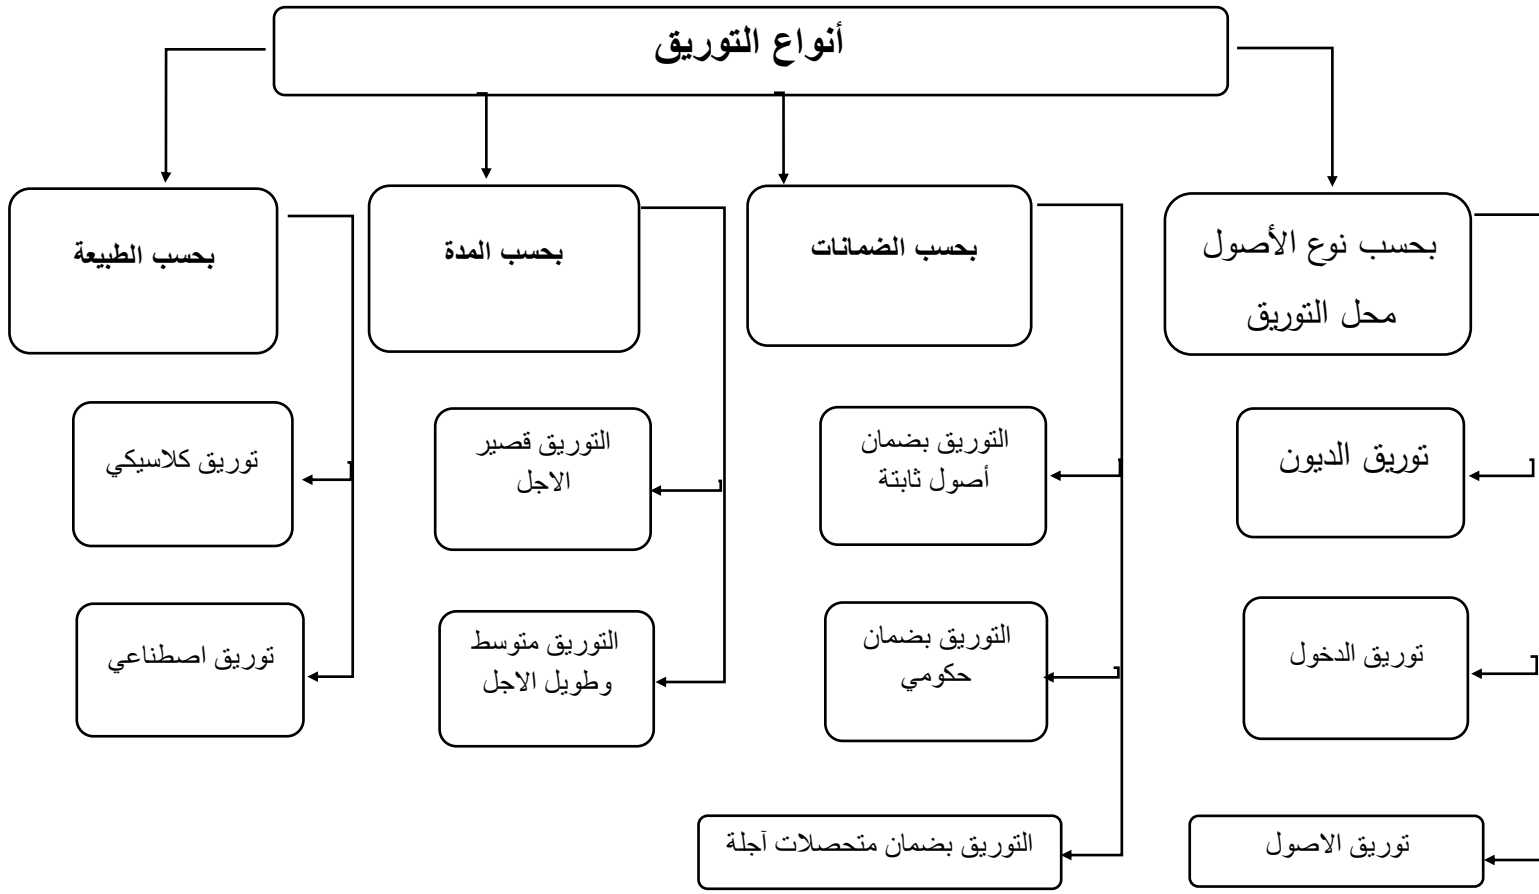 أنواع التوريق
بحسب نوع الأصول
محل التوريق
بحسب الضمانات
بحسب المدة
بحسب الطبيعة
توريق الديون
التوريق بضمان
أصول ثابتة
التوريق قصير
الاجل
توريق كلاسيكي
توريق الدخول
التوريق بضمان
حكومي
التوريق متوسط
وطويل الاجل
توريق اصطناعي
توريق الاصول
التوريق بضمان متحصلات آجلة